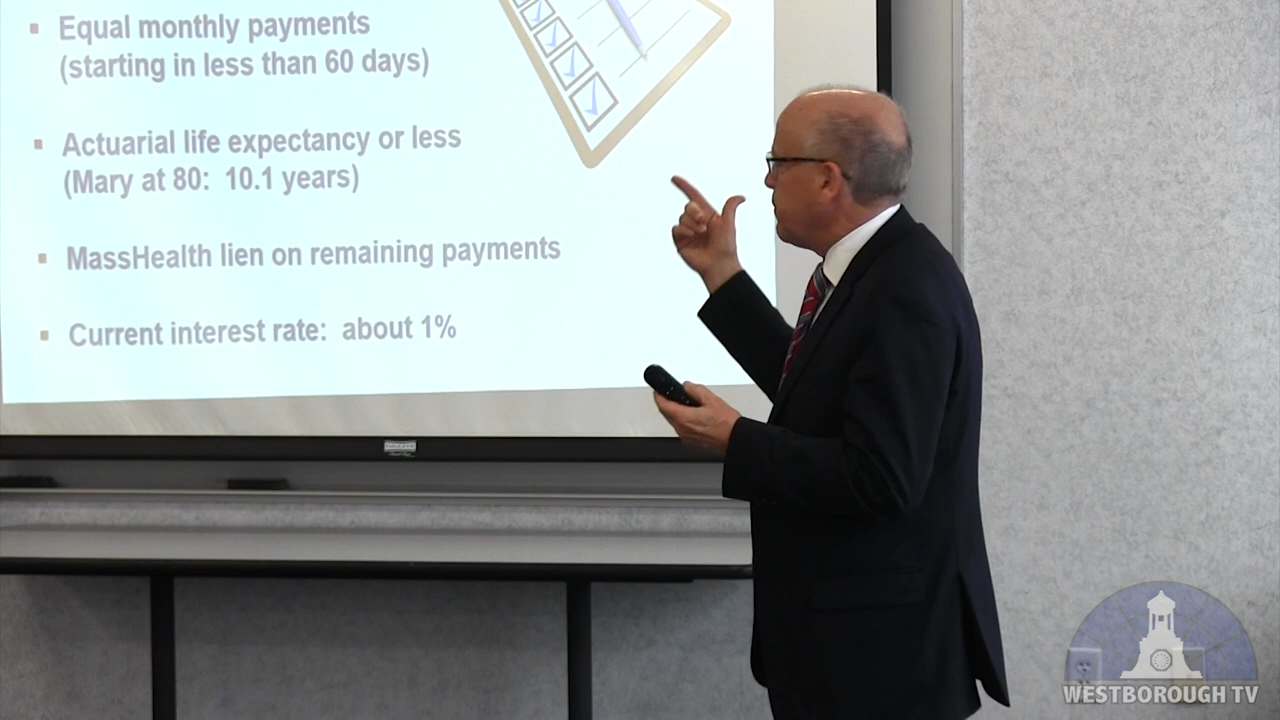 Equal monthly payments
(starting in less than 60 days)
Actuarial life expectancy or less
(Mary at 80: 10.1 years)
MassHealth lien on remaining payments
Current interest rate: about 1%
WESTBOROUGH TV